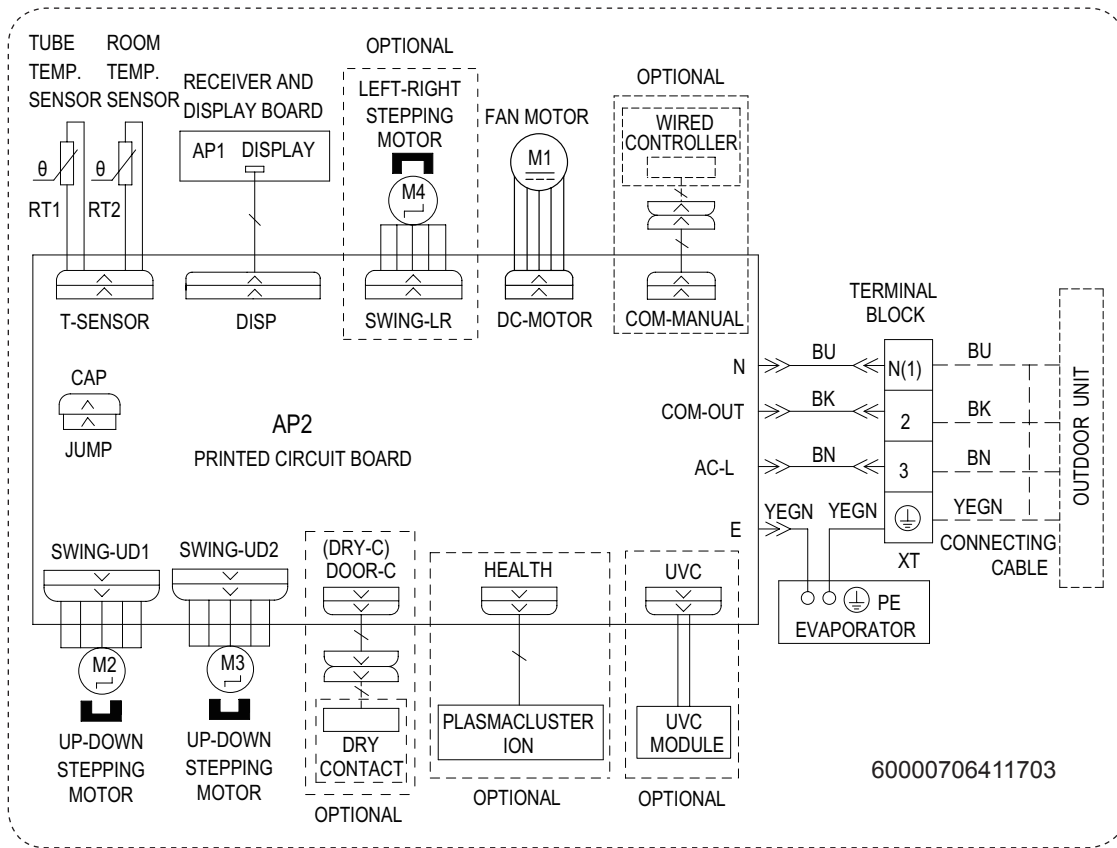 TUBE
TEMP.
SENSOR
ROOM
TEMP.
SENSOR
RECEIVER AND
DISPLAY BOARD
AP1 DISPLAY
OPTIONAL
LEFT-RIGHT
STEPPING
MOTOR
M4
FAN MOTOR
M1
OPTIONAL
WIRED
CONTROLLER
θ
RT1
θ
RT2
T-SENSOR
DISP
SWING-LR
DC-MOTOR
COM-MANUAL
CAP
JUMP
AP2
PRINTED CIRCUIT BOARD
N
COM-OUT
AC-L
E
BU
BK
BN
YEGN
YEGN
TERMINAL
BLOCK
N(1)
2
3
XT
BU
BK
BN
YEGN
CONNECTING
CABLE
OUTDOOR UNIT
PE
EVAPORATOR
SWING-UD1
M2
UP-DOWN
STEPPING
MOTOR
SWING-UD2
M3
UP-DOWN
STEPPING
MOTOR
(DRY-C)
DOOR-C
DRY
CONTACT
OPTIONAL
HEALTH
PLASMACLUSTER
ION
OPTIONAL
UVC
UVC
MODULE
OPTIONAL
60000706411703